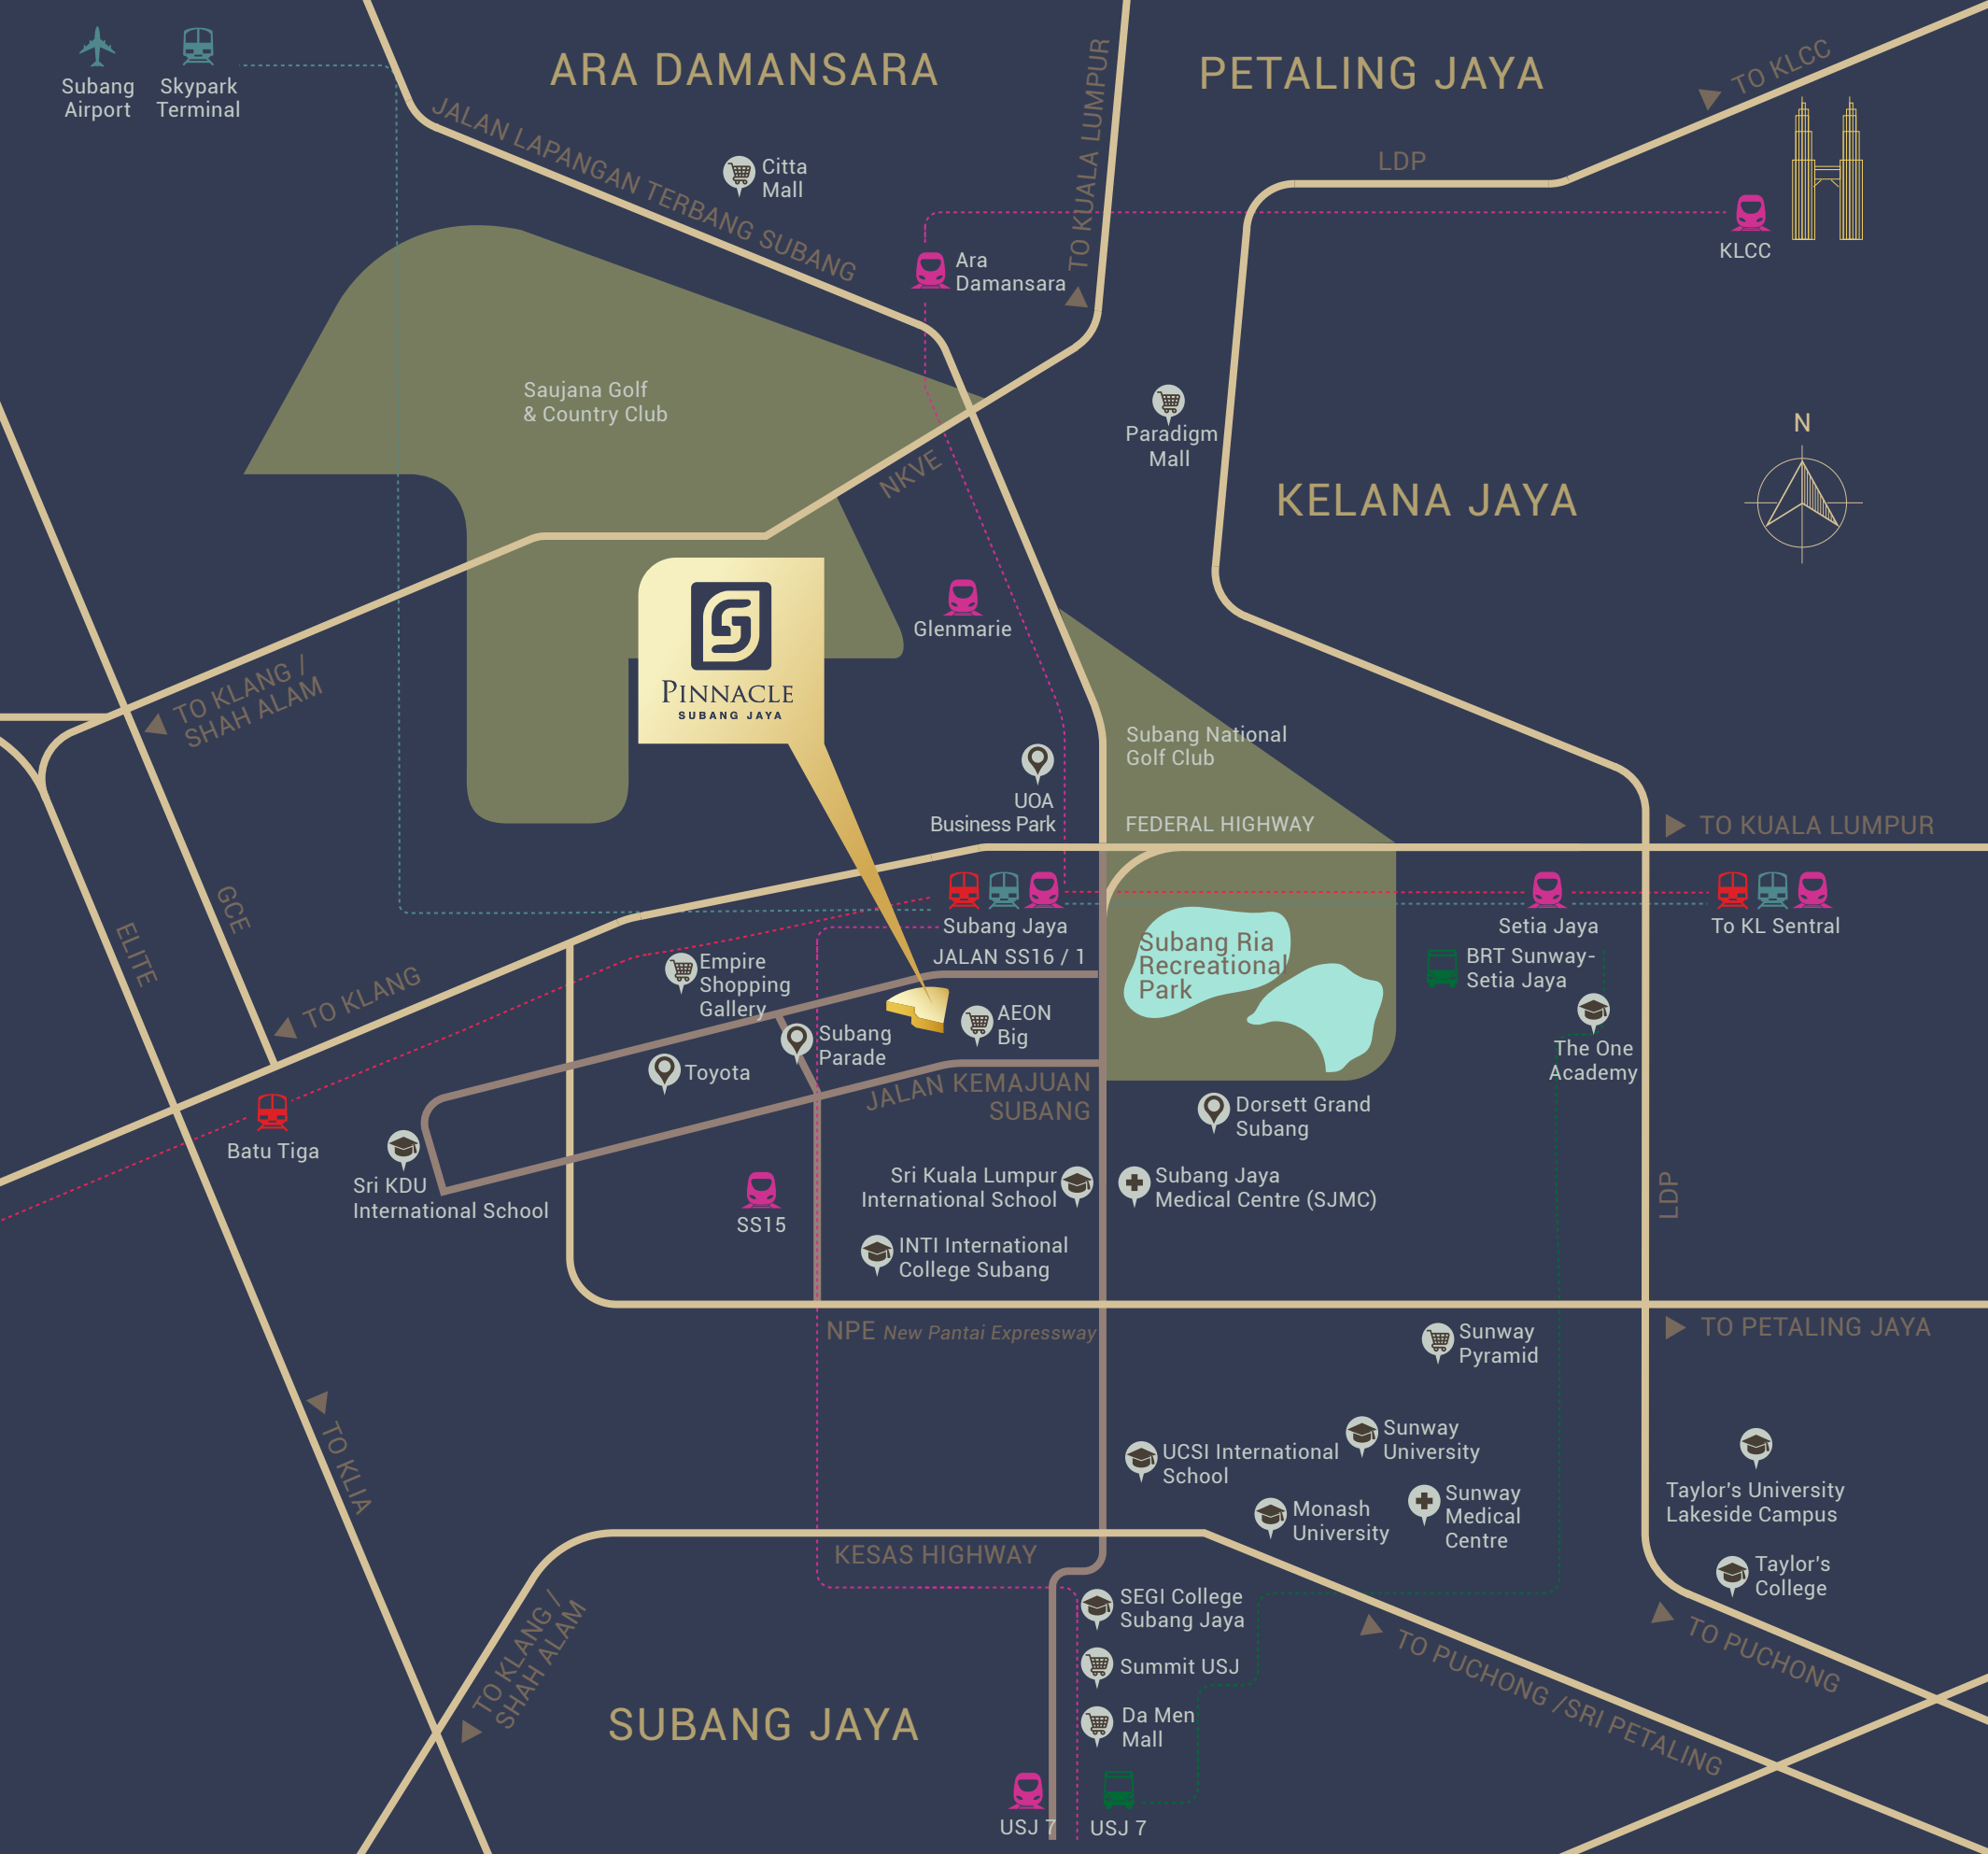 ARA DAMANSARA
PETALING JAYA
TO KLCC
Subang
Airport
Skypark
Terminal
JALAN LAPANGAN TERBANG SUBANG
TO KUALA LUMPUR
LDP
Citta
Mall
KLCC
Ara
Damansara
Saujana Golf
& Country Club
Paradigm
Mall
N
NKVE
KELANA JAYA
PINNACLE
SUBANG JAYA
Glenmarie
TO KLANG /
SHAH ALAM
Subang National
Golf Club
UOA
Business Park
FEDERAL HIGHWAY
TO KUALA LUMPUR
GCE
ELITE
Subang Jaya
Setia Jaya
To KL Sentral
JALAN SS16 / 1
Subang Ria
Recreational
Park
BRT Sunway-
Setia Jaya
Empire
Shopping
Gallery
TO KLANG
AEON
Big
Subang
Parade
Toyota
The One
Academy
JALAN KEMAJUAN
SUBANG
Dorsett Grand
Subang
Batu Tiga
Sri KDU
International School
Sri Kuala Lumpur
International School
Subang Jaya
Medical Centre (SJMC)
LDP
SS15
INTI International
College Subang
NPE New Pantai Expressway
TO PETALING JAYA
Sunway
Pyramid
TO KLIA
Sunway
University
UCSI International
School
Monash
University
Sunway
Medical
Centre
Taylor's University
Lakeside Campus
Taylor's
College
KESAS HIGHWAY
TO KLANG /
SHAH ALAM
SEGI College
Subang Jaya
Summit USJ
TO PUCHONG /SRI PETALING
TO PUCHONG
SUBANG JAYA
Da Men
Mall
USJ 7
USJ 7